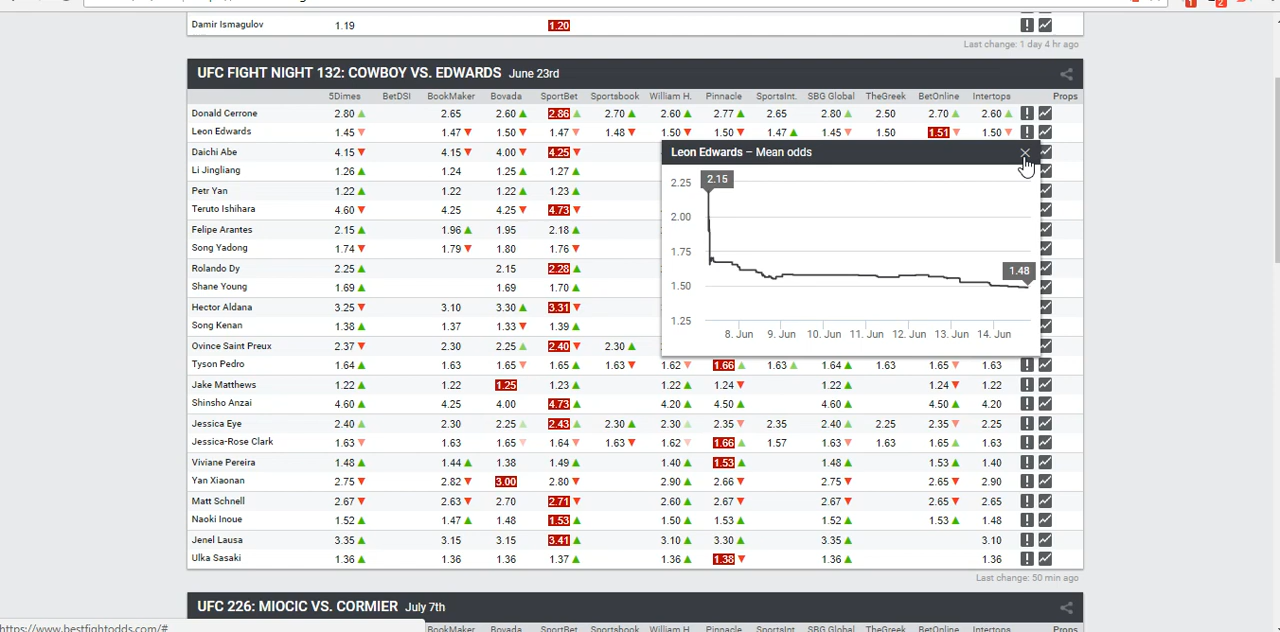 1
2
Damir Ismagulov 1.19 1.20
Last change: 1 day 4 hr ago
UFC FIGHT NIGHT 132: COWBOY VS. EDWARDS June 23rd
5Dimes BetDSI BookMaker Bovada SportBet Sportsbook William H. Pinnacle SportsInt. SBG Global TheGreek BetOnline Intertops Props
Donald Cerrone 2.80 ▲ 2.65 2.60 ▲ 2.86 ▲ 2.70 ▲ 2.60 ▲ 2.77 ▲ 2.65 2.80 ▲ 2.50 2.70 ▲ 2.60 ▲
Leon Edwards 1.45 ▼ 1.47 ▼ 1.50 ▼ 1.47 ▼ 1.48 ▼ 1.50 ▼ 1.50 ▼ 1.47 ▲ 1.45 ▼ 1.50 1.51 ▼ 1.50 ▼
Daichi Abe 4.15 ▼ 4.15 ▼ 4.00 ▼ 4.25 ▼
Li Jingliang 1.26 ▲ 1.24 1.25 ▲ 1.27 ▲
Petr Yan 1.22 ▲ 1.22 1.22 ▲ 1.23 ▲
Teruto Ishihara 4.60 ▼ 4.25 4.25 ▼ 4.73 ▼
Felipe Arantes 2.15 ▲ 1.96 ▲ 1.95 2.18 ▲
Song Yadong 1.74 ▼ 1.79 ▼ 1.80 1.76 ▼
Rolando Dy 2.25 ▲ 2.15 2.28 ▲
Shane Young 1.69 ▲ 1.69 1.70 ▲
Hector Aldana 3.25 ▼ 3.10 3.30 ▲ 3.31 ▼
Song Kenan 1.38 ▲ 1.37 1.33 ▼ 1.39 ▲
Ovince Saint Preux 2.37 ▼ 2.30 2.25 ▲ 2.40 ▼ 2.30 ▲
Leon Edwards – Mean odds
2.25
2.15
2.00
1.75
1.50
1.48
1.25
8. Jun 9. Jun 10. Jun 11. Jun 12. Jun 13. Jun 14. Jun
Tyson Pedro 1.64 ▲ 1.63 1.65 ▼ 1.65 ▲ 1.63 ▼ 1.62 ▼ 1.66 ▲ 1.63 ▲ 1.64 ▲ 1.63 1.65 ▼ 1.63
Jake Matthews 1.22 ▲ 1.22 1.25 1.23 ▲ 1.22 ▲ 1.24 ▼ 1.22 ▲ 1.24 ▼ 1.22
Shinsho Anzai 4.60 ▲ 4.25 4.00 4.73 ▲ 4.20 ▲ 4.50 ▲ 4.60 ▲ 4.50 ▲ 4.20
Jessica Eye 2.40 ▲ 2.30 2.25 ▲ 2.43 ▲ 2.30 ▲ 2.30 ▲ 2.35 ▼ 2.35 2.40 ▲ 2.25 2.35 ▼ 2.25
Jessica-Rose Clark 1.63 ▼ 1.63 1.65 ▼ 1.64 ▼ 1.63 ▼ 1.62 ▼ 1.66 ▲ 1.57 1.63 ▼ 1.63 1.65 ▲ 1.63
Viviane Pereira 1.48 ▲ 1.44 ▲ 1.38 1.49 ▲ 1.40 ▲ 1.53 ▲ 1.48 ▲ 1.53 ▲ 1.40
Yan Xiaonan 2.75 ▼ 2.82 ▼ 3.00 2.80 ▼ 2.90 ▲ 2.66 ▼ 2.75 ▼ 2.65 ▼ 2.90
Matt Schnell 2.67 ▼ 2.63 ▼ 2.70 2.71 ▼ 2.60 ▲ 2.67 ▼ 2.67 ▼ 2.65 ▼ 2.65
Naoki Inoue 1.52 ▲ 1.47 ▲ 1.48 1.53 ▲ 1.50 ▲ 1.53 ▲ 1.52 ▲ 1.53 ▲ 1.48
Jenel Lausa 3.35 ▲ 3.15 3.15 3.41 ▲ 3.10 ▲ 3.30 ▲ 3.35 ▲ 3.10
Ulka Sasaki 1.36 ▲ 1.36 1.36 1.37 ▲ 1.36 ▲ 1.38 ▼ 1.36 ▲ 1.36
Last change: 50 min ago
UFC 226: MIOCIC VS. CORMIER July 7th
https://www.bestfightodds.com/#
BookMaker Bovada SportBet Sportsbook William H. Pinnacle SportsInt. SBG Global TheGreek BetOnline Intertops Props